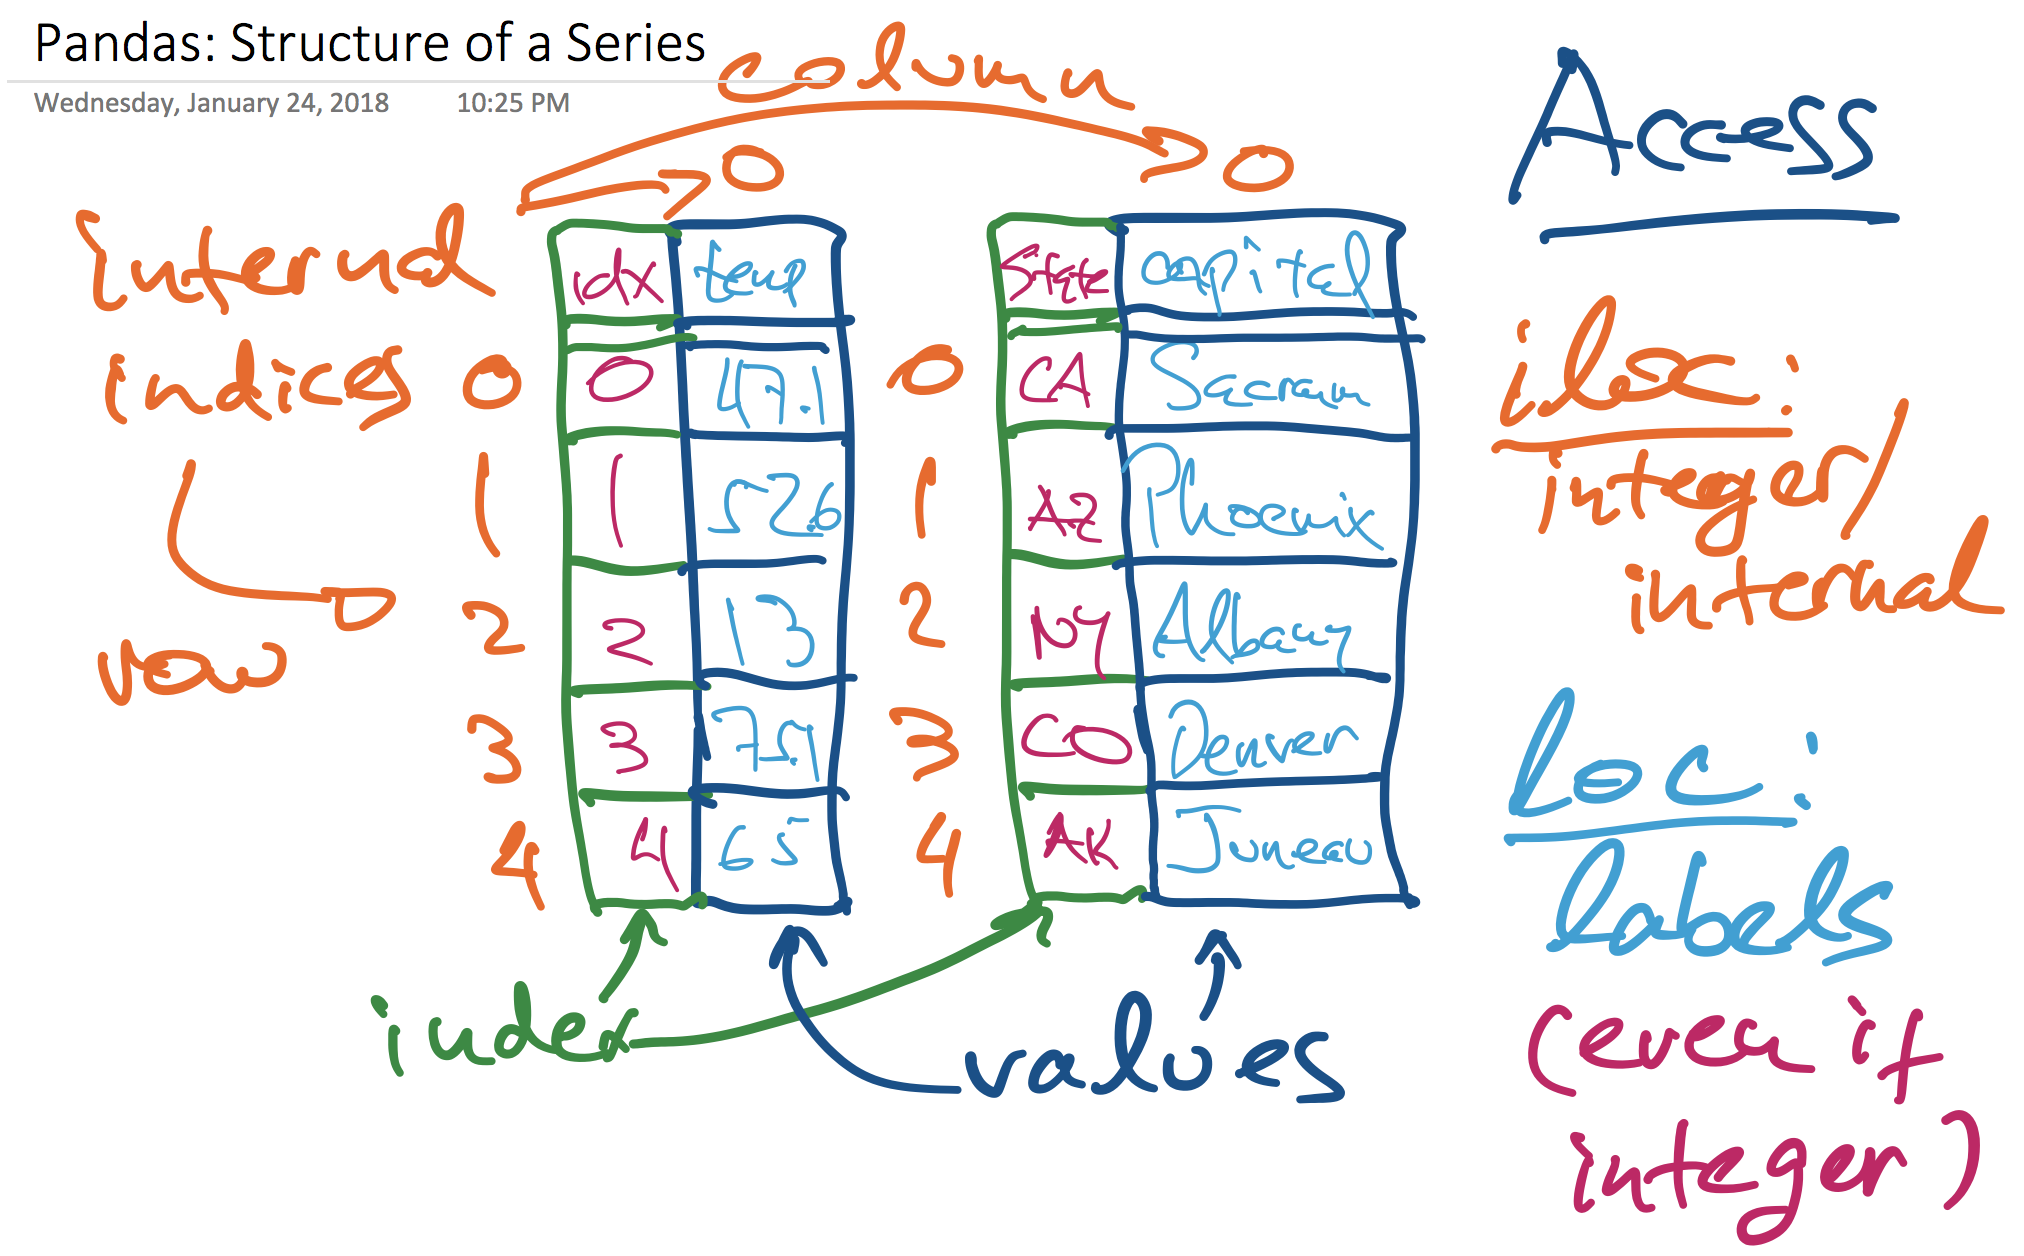 Pandas: Structure of a Series
Wednesday, January 24, 2018 10:25 PM
column
0 0
Access
internal
indices
row
idx temp
0 0 47.1
1 1 52.6
2 2 13
3 3 75.1
4 4 65
State capital
0 CA Sacram
1 AZ Phoenix
2 NY Albany
3 CO Denver
4 AK Juneau
index
values
iloc:
integer/
internal
loc:
labels
(even if
integer)